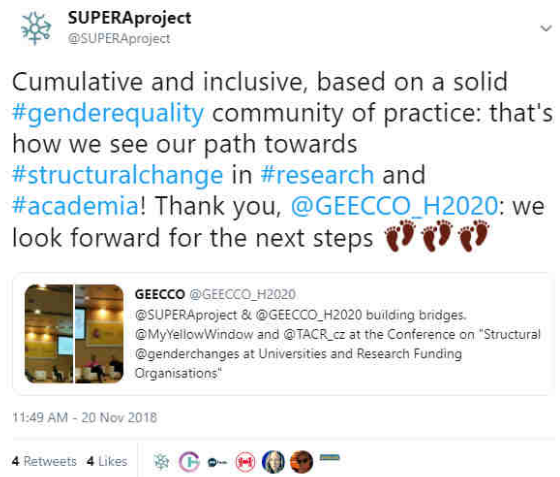 SUPERAproject
@SUPERAproject
Cumulative and inclusive, based on a solid
#genderequality community of practice: that's
how we see our path towards
#structuralchange in #research and
#academia! Thank you, @GEECCO_H2020: we
look forward for the next steps 👣 👣 👣
GEECCO @GEECCO_H2020
@SUPERAproject & @GEECCO_H2020 building bridges.
@MyYellowWindow and @TACR_cz at the Conference on "Structural
@genderchanges at Universities and Research Funding
Organisations"
11:49 AM - 20 Nov 2018
4 Retweets 4 Likes